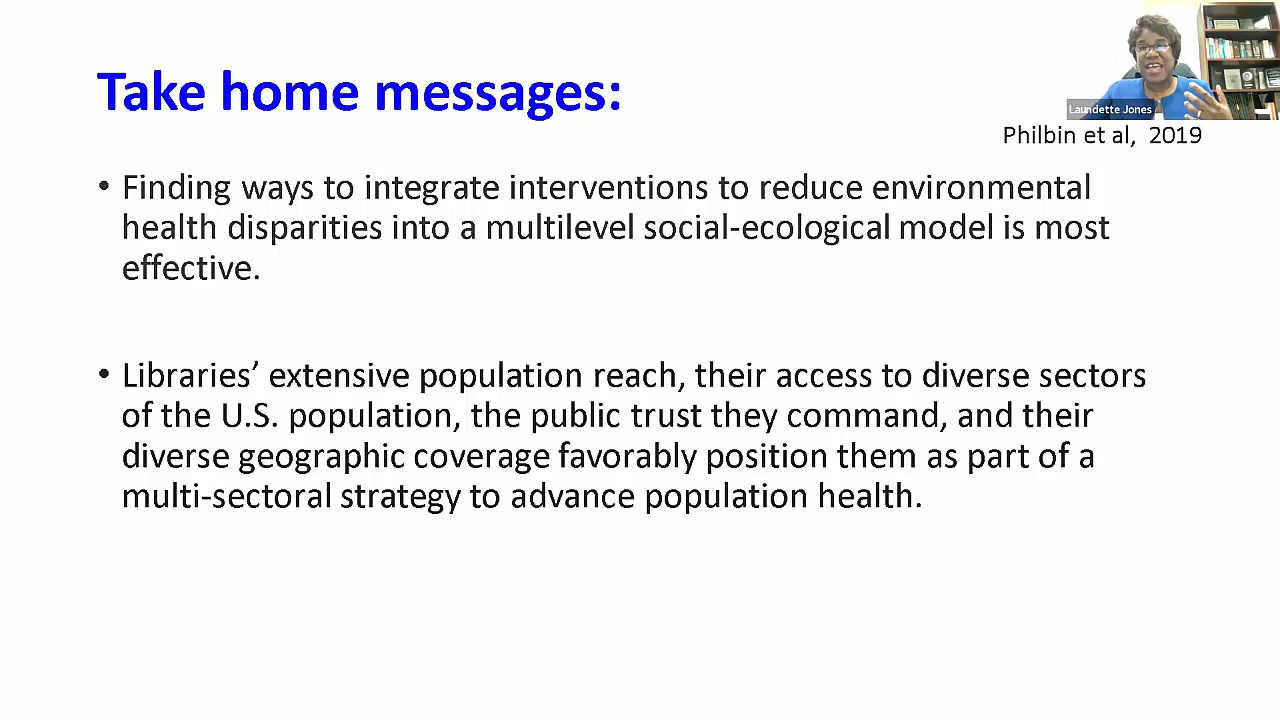 Take home messages:
Laundette Jones
Philbin et al, 2019
• Finding ways to integrate interventions to reduce environmental
health disparities into a multilevel social-ecological model is most
effective.
• Libraries’ extensive population reach, their access to diverse sectors
of the U.S. population, the public trust they command, and their
diverse geographic coverage favorably position them as part of a
multi-sectoral strategy to advance population health.